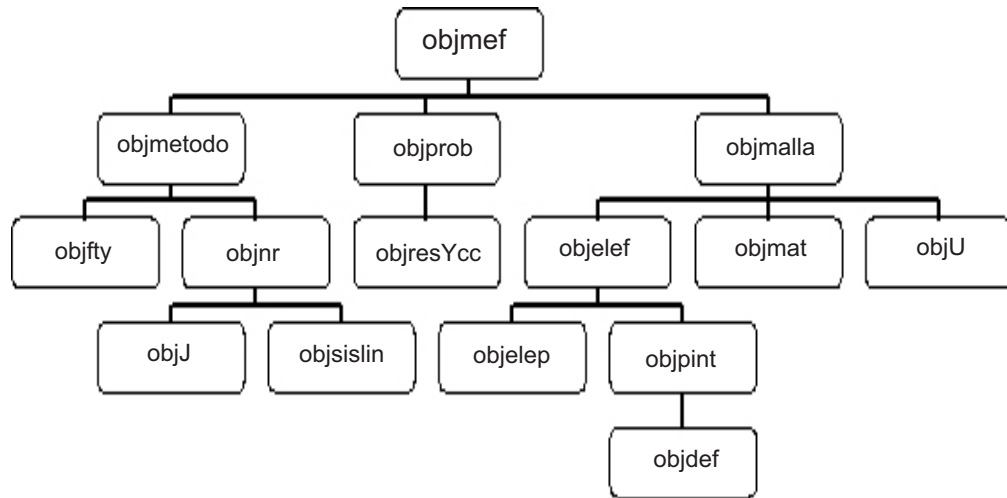 objmef
objmetodo
objprob
objmalla
objfty
objnr
objresYcc
objelef
objmat
objU
objJ
objsislin
objelep
objpint
objdef